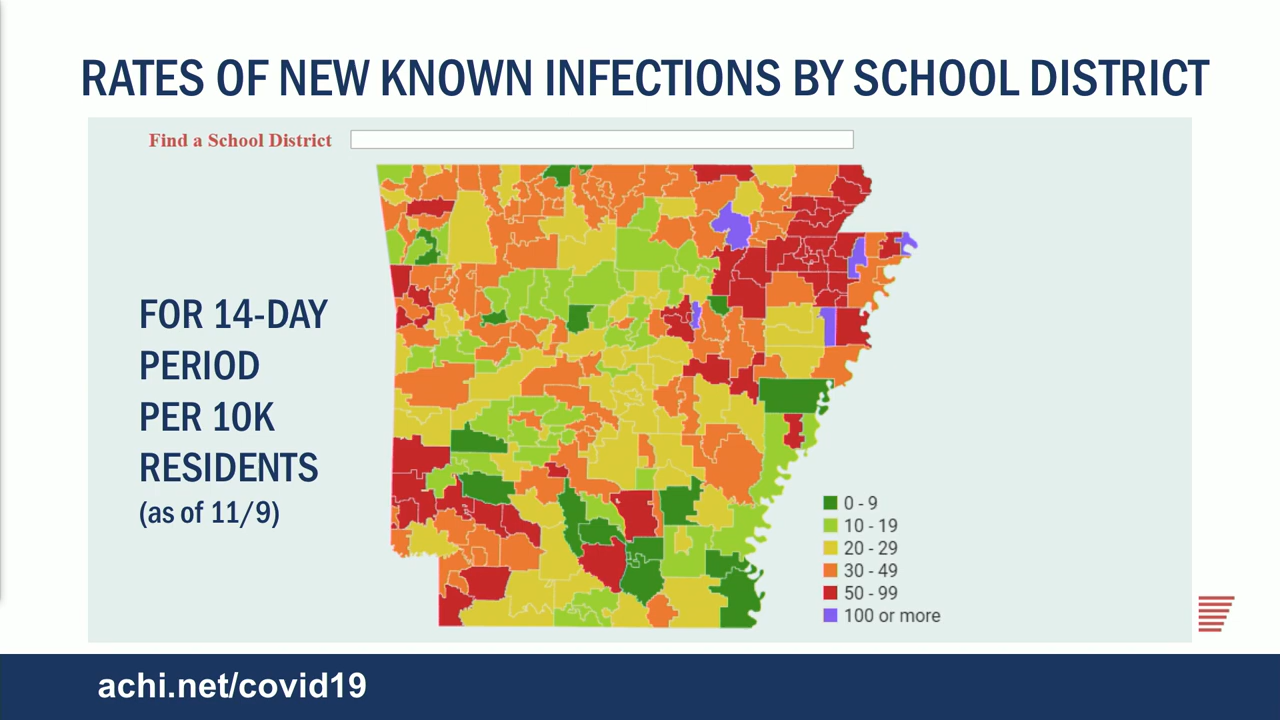 RATES OF NEW KNOWN INFECTIONS BY SCHOOL DISTRICT
Find a School District
FOR 14-DAY
PERIOD
PER 10K
RESIDENTS
(as of 11/9)
0 - 9
10 - 19
20 - 29
30 - 49
50 - 99
100 or more
achi.net/covid19